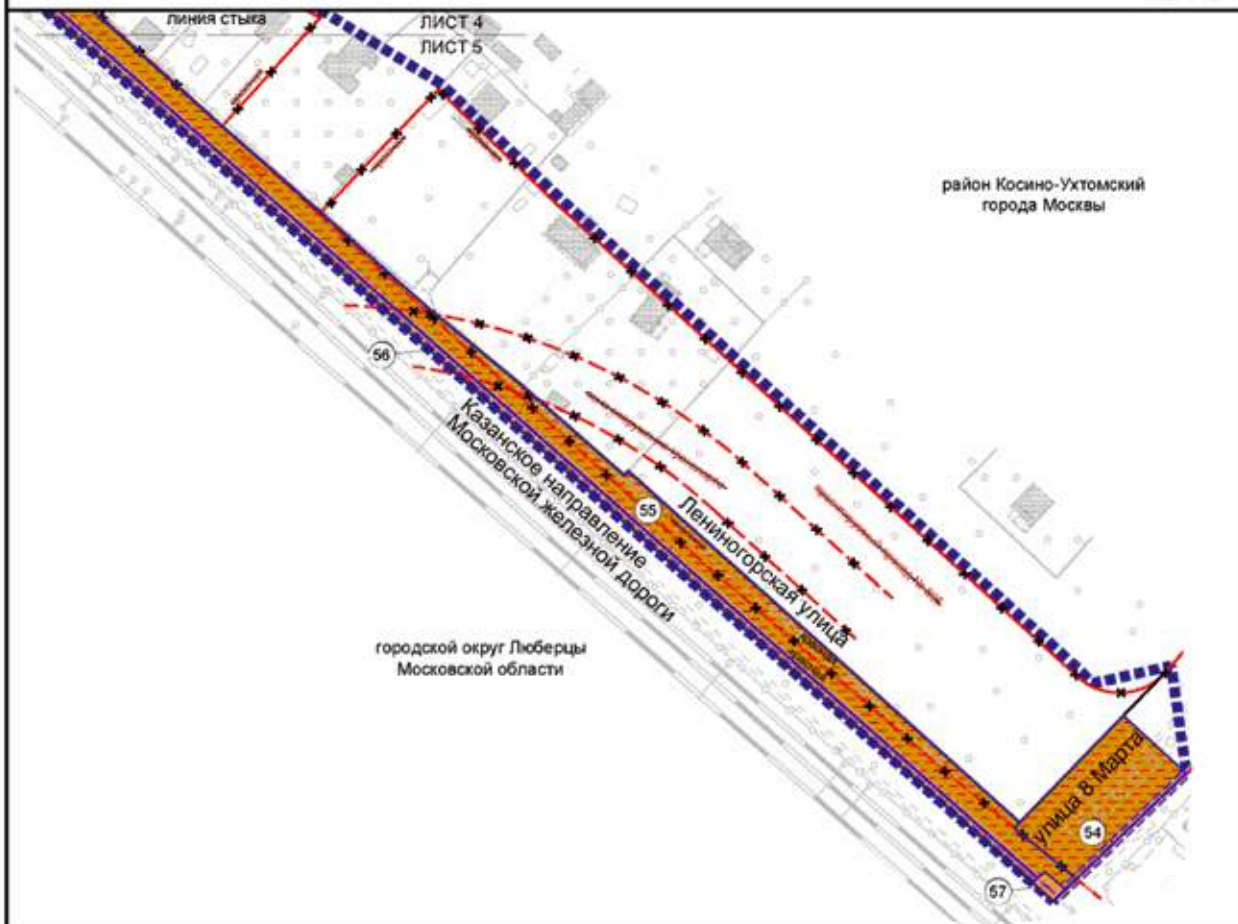 линия стыка
ЛИСТ 4
ЛИСТ 5
район Косино-Ухтомский
города Москвы
56
Казанское направление
Московской железной дороги
55
Лениногорская улица
городской округ Люберцы
Московской области
улица 8 Марта
54
57